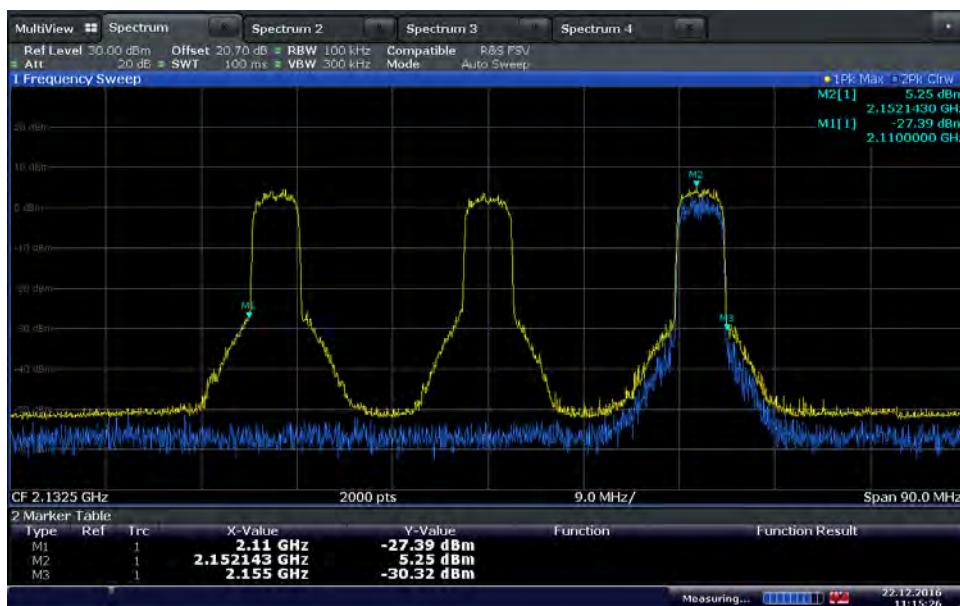 MultiView Spectrum Spectrum 2 Spectrum 3 Spectrum 4
Ref Level 30.00 dBm Offset 20.70 dB RBW 100 kHz Compatible R&S FSV
Att 20 dB SWT 100 ms VBW 300 kHz Mode Auto Sweep
1 Frequency Sweep 1Pk Max 2Pk Clrw
M2[1] 5.25 dBm
2.1521430 GHz
M1[1] -27.39 dBm
2.1100000 GHz
20 dBm
10 dBm
M2
0 dBm
-10 dBm
-20 dBm
M1
M3
-30 dBm
-40 dBm
CF 2.1325 GHz 2000 pts 9.0 MHz/ Span 90.0 MHz
2 Marker Table
Type Ref Trc X-Value Y-Value Function Function Result
M1 1 2.11 GHz -27.39 dBm
M2 1 2.152143 GHz 5.25 dBm
M3 1 2.155 GHz -30.32 dBm
Measuring... 22.12.2016
11:15:26